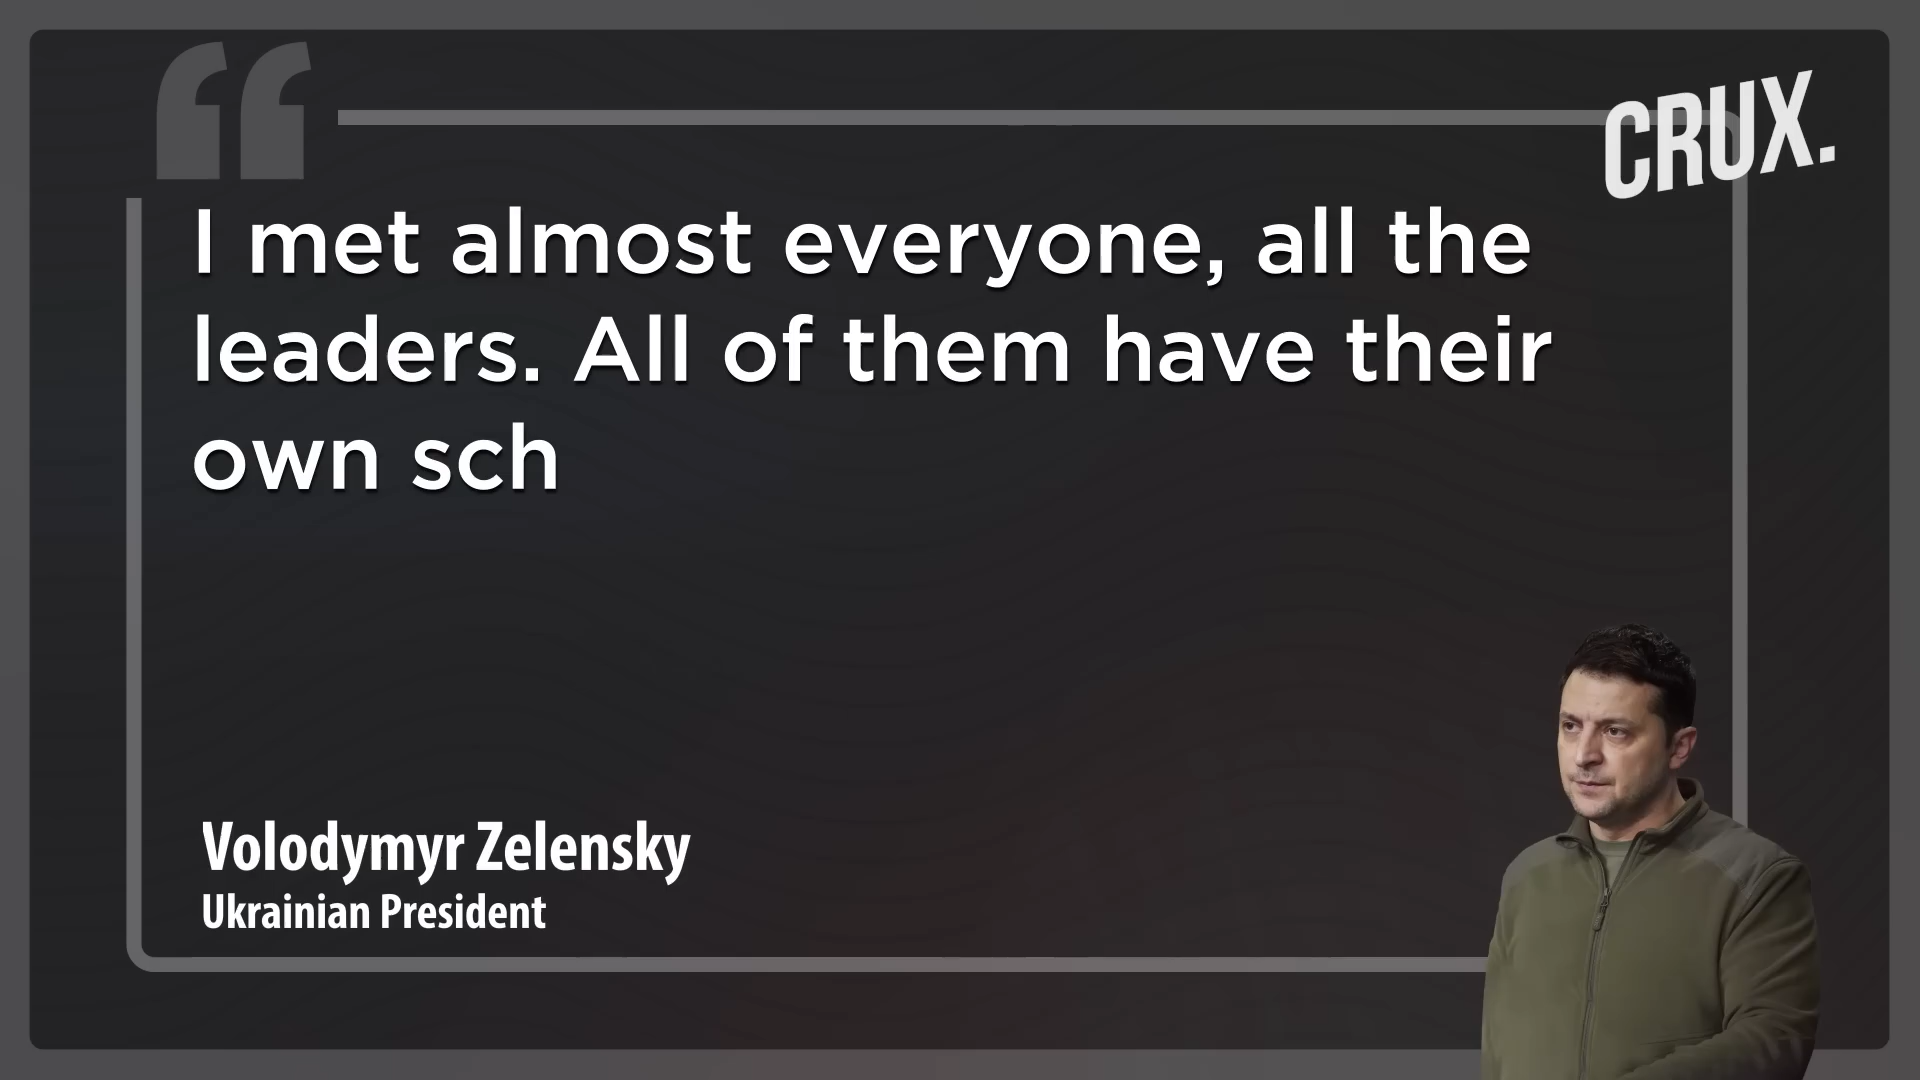 CRUX.
I met almost everyone, all the
leaders. All of them have their
own sch
Volodymyr Zelensky
Ukrainian President